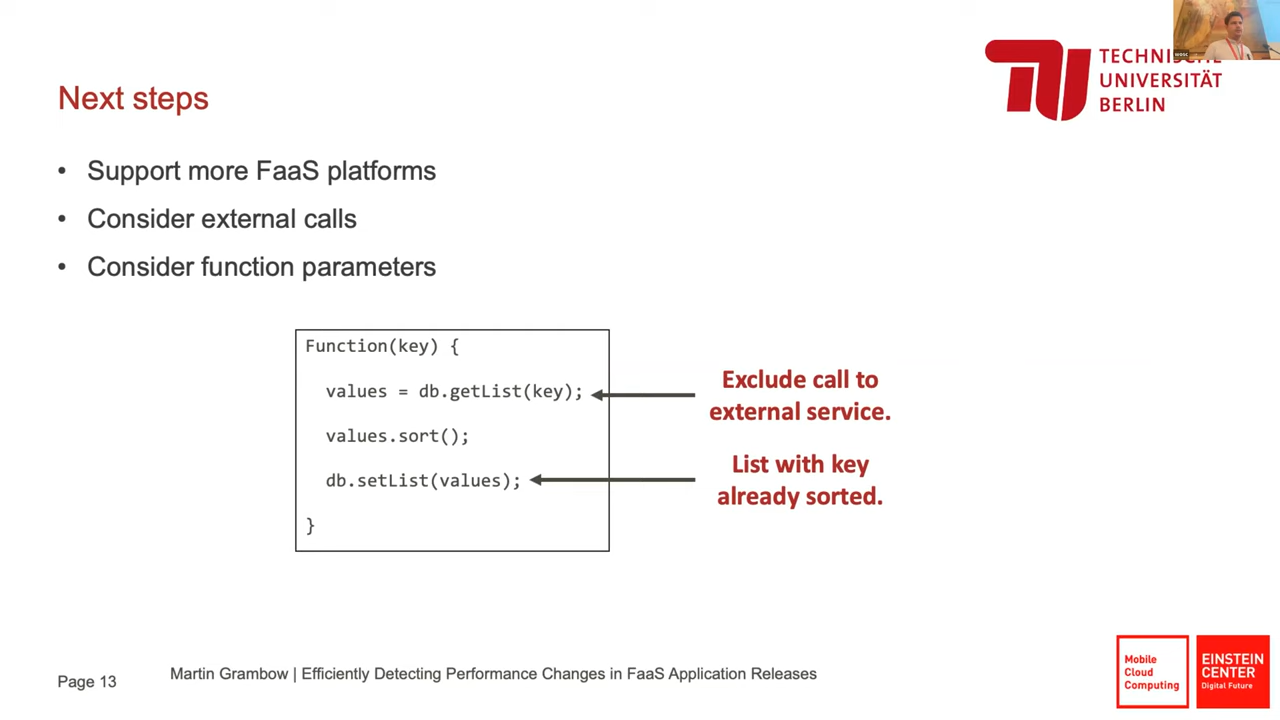 TECHNISCHE
UNIVERSITÄT
BERLIN
Next steps
• Support more FaaS platforms
• Consider external calls
• Consider function parameters
Function(key) {
values = db.getList(key);
values.sort();
db.setList(values);
}
Exclude call to
external service.
List with key
already sorted.
Page 13
Martin Grambow | Efficiently Detecting Performance Changes in FaaS Application Releases
Mobile
Cloud
Computing
EINSTEIN
CENTER
Digital Future